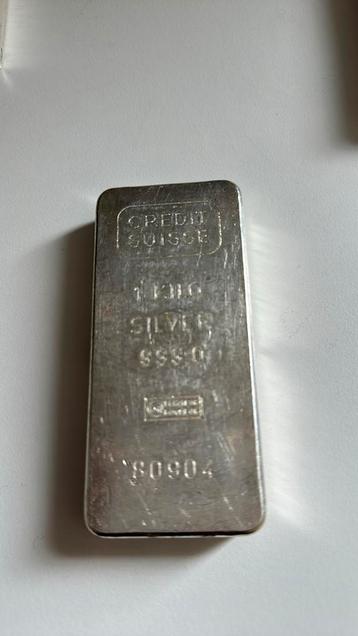 CREDIT
SUISSE
1 KILO
SILVER
999.0
80904